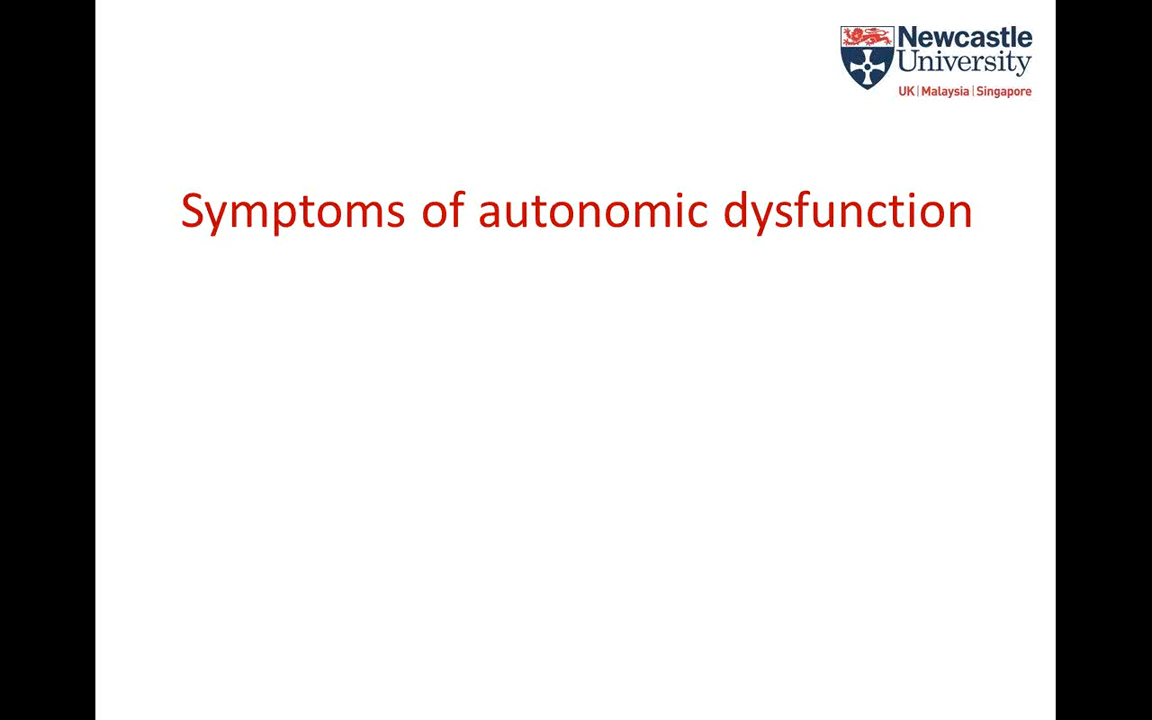 Newcastle
University
UK | Malaysia | Singapore
Symptoms of autonomic dysfunction